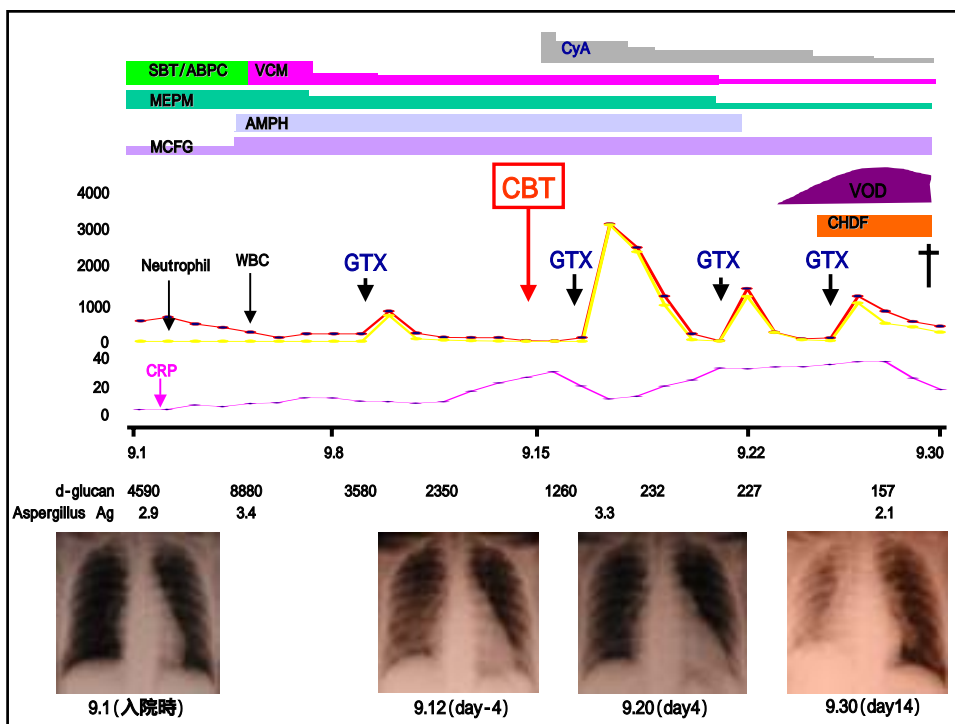 CyA
SBT/ABPC VCM
MEPM
AMPH
MCFG
4000
3000
2000
1000
0
CBT
VOD
CHDF
Neutrophil
WBC
GTX
GTX
GTX
GTX
40
20
0
CRP
9.1 9.8 9.15 9.22 9.30
d-glucan 4590 8880 3580 2350 1260 232 227 157
Aspergillus Ag 2.9 3.4 3.3 2.1
9.1(入院時) 9.12(day-4) 9.20(day4) 9.30(day14)